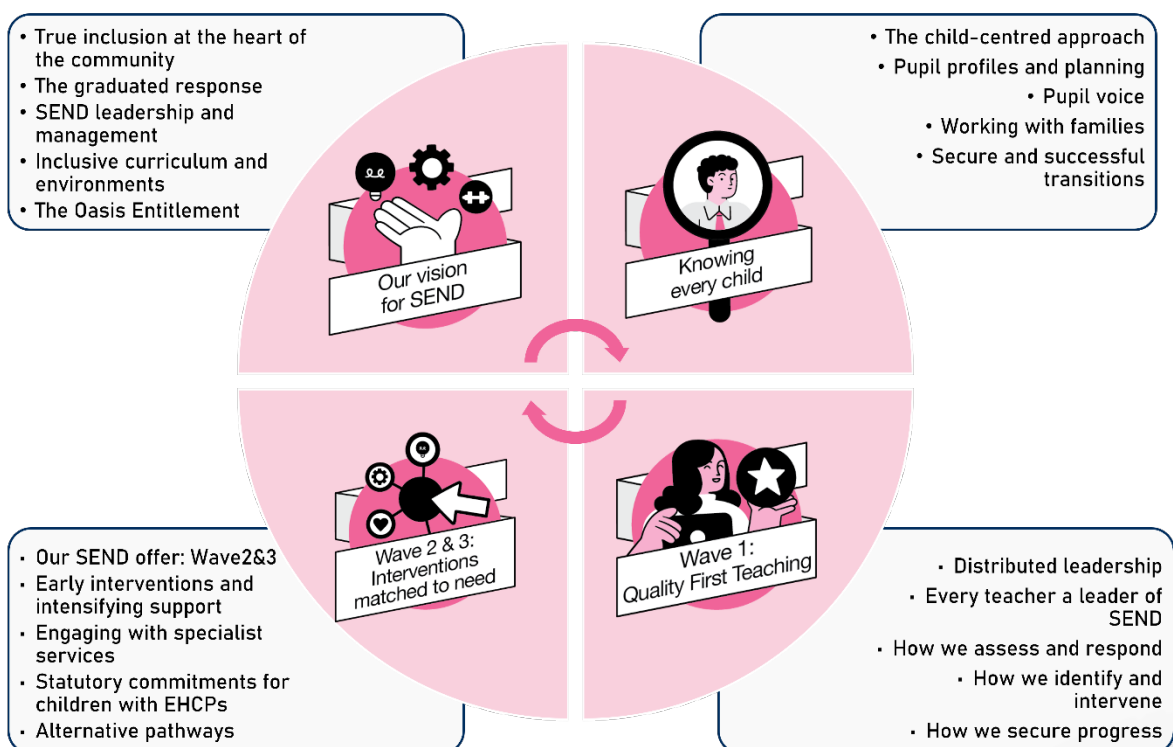 • True inclusion at the heart of
the community
• The graduated response
• SEND leadership and
management
• Inclusive curriculum and
environments
• The Oasis Entitlement
• The child-centred approach
• Pupil profiles and planning
• Pupil voice
• Working with families
• Secure and successful
transitions
Our vision
for SEND
Knowing
every child
Wave 2 & 3:
Interventions
matched to need
Wave 1:
Quality First Teaching
▪ Our SEND offer: Wave2&3
▪ Early interventions and
intensifying support
▪ Engaging with specialist
services
▪ Statutory commitments for
children with EHCPs
▪ Alternative pathways
▪ Distributed leadership
▪ Every teacher a leader of
SEND
▪ How we assess and respond
▪ How we identify and
intervene
▪ How we secure progress